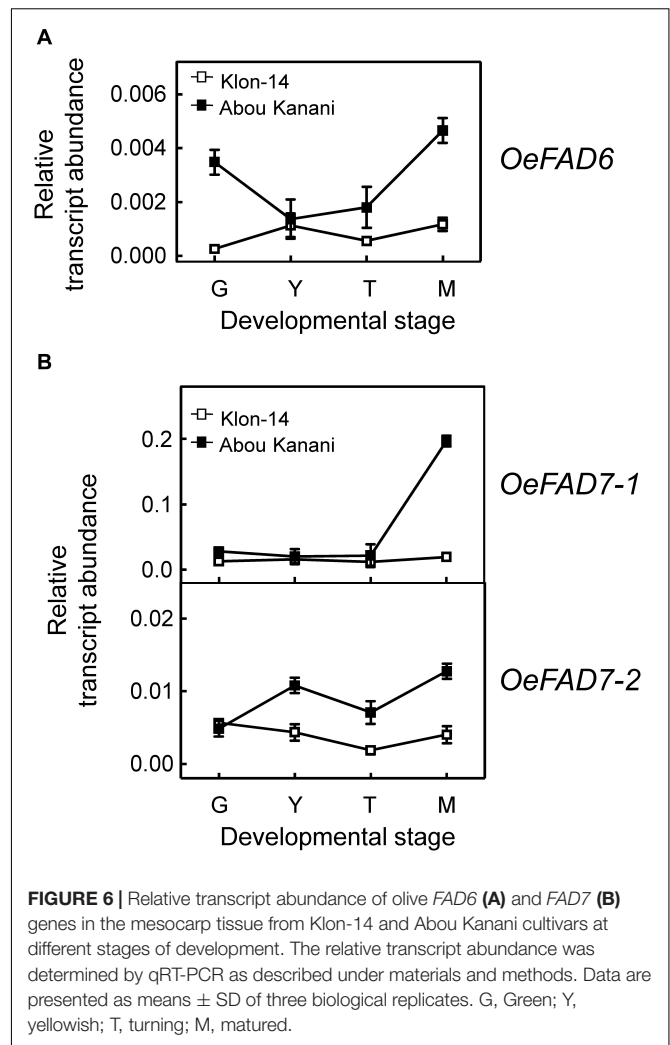 A
Klon-14
Abou Kanani
0.006
0.004
0.002
0.000
Relative
transcript abundance
OeFAD6
G Y T M
Developmental stage
B
Klon-14
Abou Kanani
0.2
0.1
0.0
OeFAD7-1
Relative
transcript abundance
0.02
0.01
0.00
OeFAD7-2
G Y T M
Developmental stage
FIGURE 6 | Relative transcript abundance of olive FAD6 (A) and FAD7 (B)
genes in the mesocarp tissue from Klon-14 and Abou Kanani cultivars at
different stages of development. The relative transcript abundance was
determined by qRT-PCR as described under materials and methods. Data are
presented as means ± SD of three biological replicates. G, Green; Y,
yellowish; T, turning; M, matured.